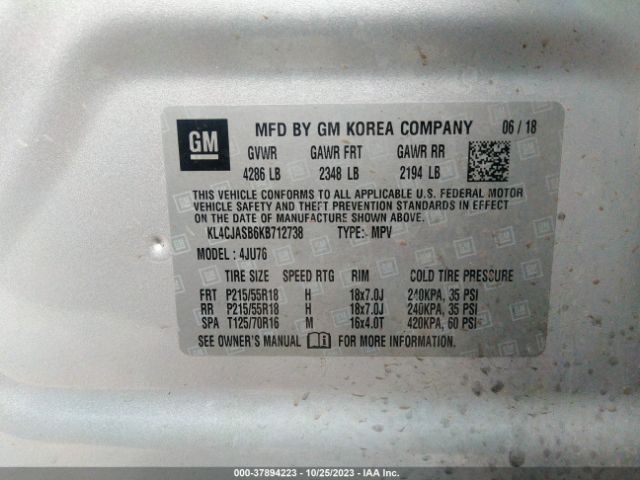 GM MFD BY GM KOREA COMPANY 06 / 18
GVWR GAWR FRT GAWR RR
4286 LB 2348 LB 2194 LB
THIS VEHICLE CONFORMS TO ALL APPLICABLE U.S. FEDERAL MOTOR
VEHICLE SAFETY AND THEFT PREVENTION STANDARDS IN EFFECT
ON THE DATE OF MANUFACTURE SHOWN ABOVE.
KL4CJASB6KB712738 TYPE: MPV
MODEL : 4JU76
TIRE SIZE SPEED RTG RIM COLD TIRE PRESSURE
FRT P215/55R18 H 18x7.0J 240KPA, 35 PSI
RR P215/55R18 H 18x7.0J 240KPA, 35 PSI
SPA T125/70R16 M 16x4.0T 420KPA, 60 PSI
SEE OWNER'S MANUAL FOR MORE INFORMATION.
000-37894223 - 10/25/2023 - IAA Inc.